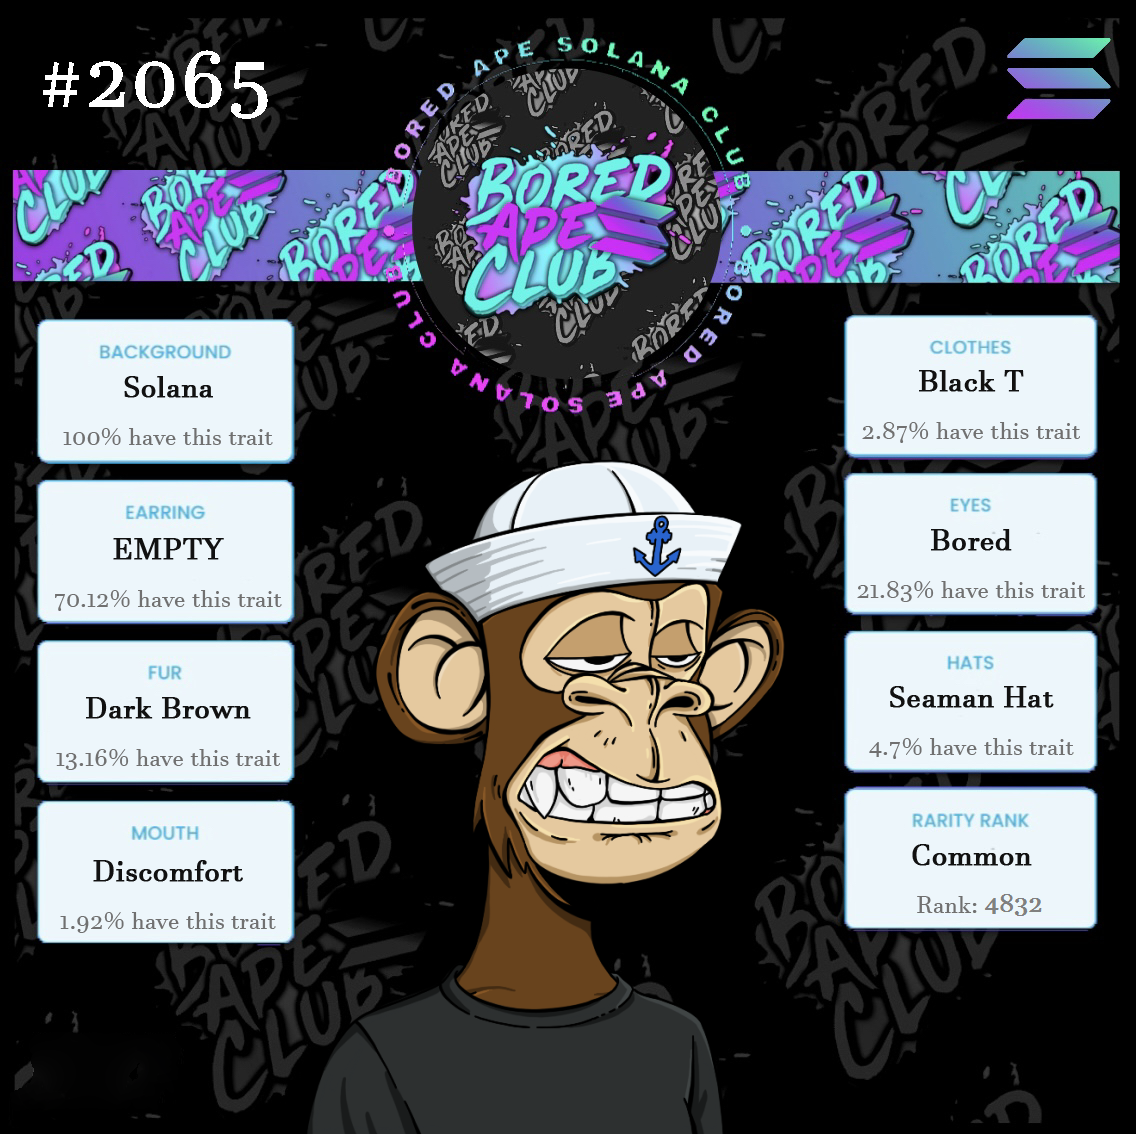 #2065
BORED APE SOLANA CLUB
BORED APE SOLANA CLUB
BORED
APE
CLUB
BACKGROUND
Solana
100% have this trait
EARRING
EMPTY
70.12% have this trait
FUR
Dark Brown
13.16% have this trait
MOUTH
Discomfort
1.92% have this trait
CLOTHES
Black T
2.87% have this trait
EYES
Bored
21.83% have this trait
HATS
Seaman Hat
4.7% have this trait
RARITY RANK
Common
Rank: 4832